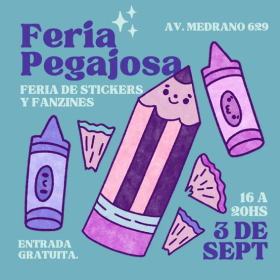 Feria
Pegajosa
AV. MEDRANO 629
FERIA DE STICKERS
Y FANZINES
16 A
20HS
3 DE
SEPT
ENTRADA
GRATUITA.